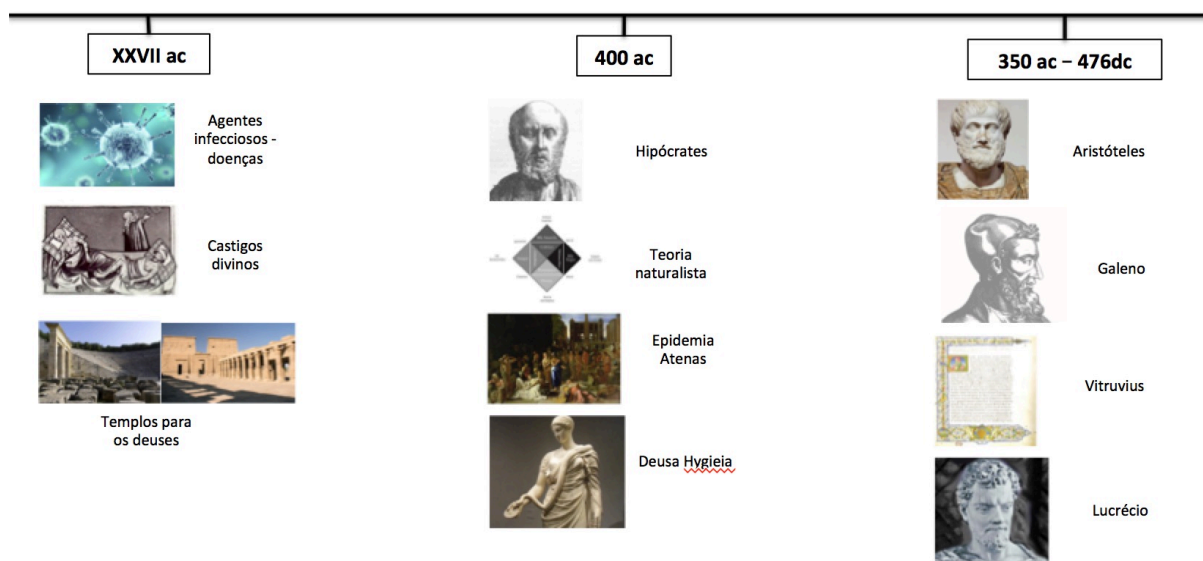 XXVII ac
Agentes
infecciosos -
doenças
Castigos
divinos
Templos para
os deuses
400 ac
Hipócrates
Teoria
naturalista
Epidemia
Atenas
Deusa Hygieia
350 ac – 476dc
Aristóteles
Galeno
Vitruvius
Lucrécio